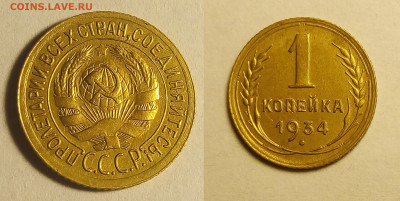 COINS.LAVE.RU
ПРОЛЕТАРИИ ВСЕХ СТРАН, СОЕДИНЯЙТЕСЬ!
С.С.С.Р.
1
КОПЕЙКА
1934